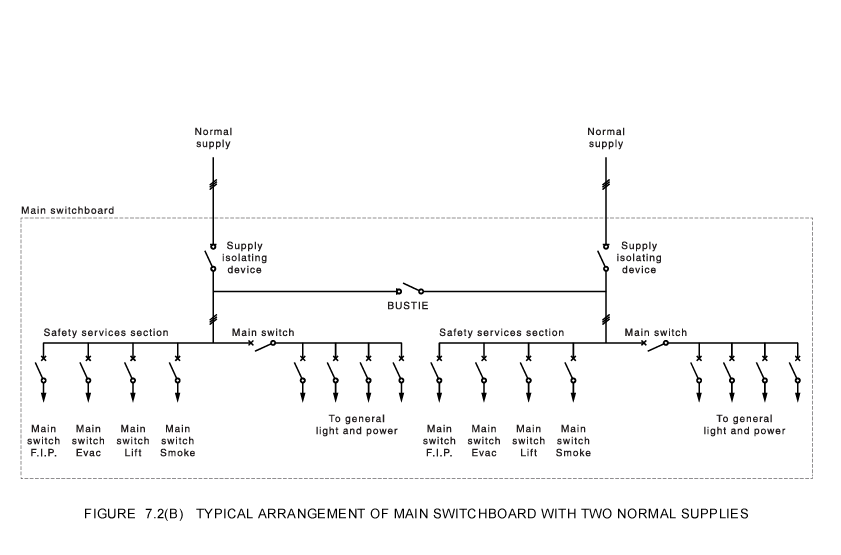 Normal
supply
Normal
supply
Main switchboard
Supply
isolating
device
Supply
isolating
device
BUSTIE
Safety services section
Main switch
Safety services section
Main switch
Main
switch
F.I.P.
Main
switch
Evac
Main
switch
Lift
Main
switch
Smoke
To general
light and power
Main
switch
F.I.P.
Main
switch
Evac
Main
switch
Lift
Main
switch
Smoke
To general
light and power
FIGURE 7.2(B) TYPICAL ARRANGEMENT OF MAIN SWITCHBOARD WITH TWO NORMAL SUPPLIES